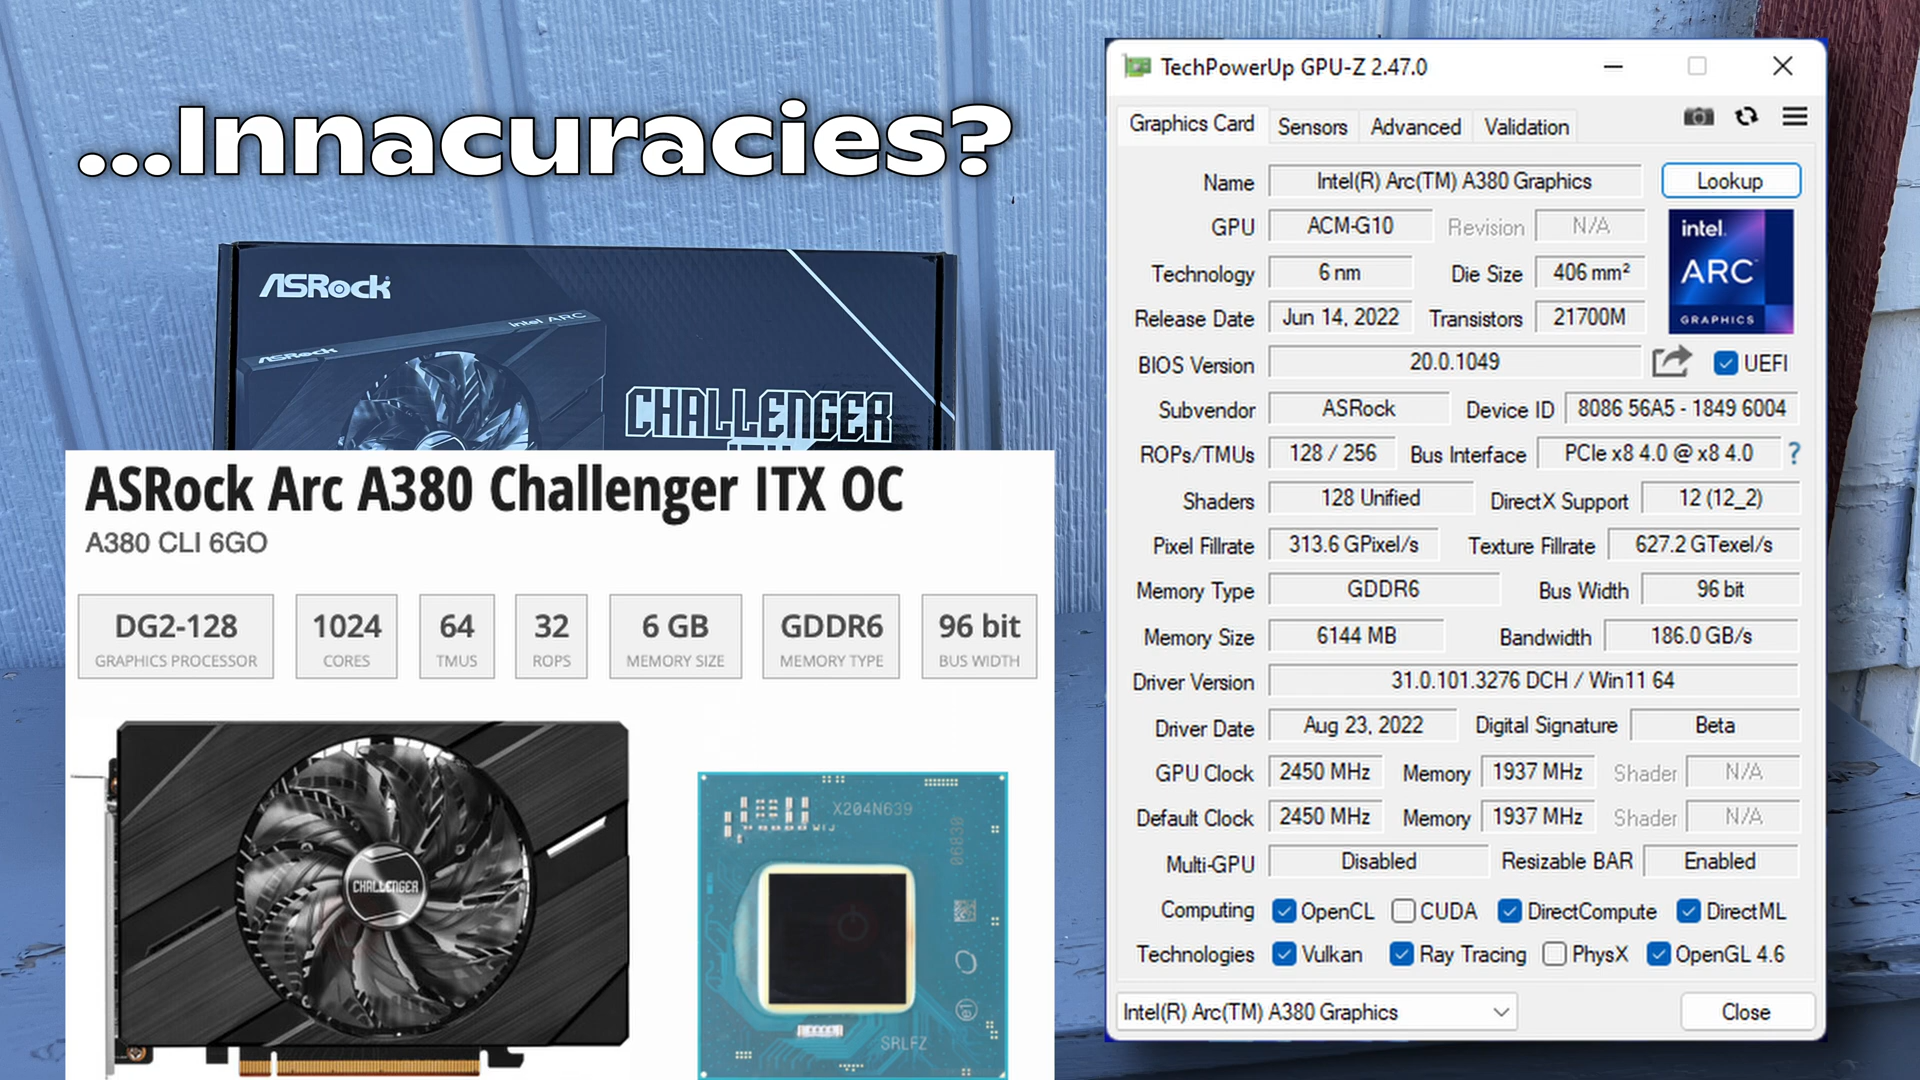 ...Innacuracies?
ASRock
intel ARC
ASRock
CHALLENGER
ASRock Arc A380 Challenger ITX OC
A380 CLI 6GO
DG2-128 1024 64 32 6 GB GDDR6 96 bit
GRAPHICS PROCESSOR CORES TMUS ROPS MEMORY SIZE MEMORY TYPE BUS WIDTH
CHALLENGER
X204N639
06830
SRLFZ
TechPowerUp GPU-Z 2.47.0
Graphics Card Sensors Advanced Validation
Name Intel(R) Arc(TM) A380 Graphics Lookup
GPU ACM-G10 Revision N/A
intel.
ARC
GRAPHICS
Technology 6 nm Die Size 406 mm²
Release Date Jun 14, 2022 Transistors 21700M
BIOS Version 20.0.1049 UEFI
Subvendor ASRock Device ID 8086 56A5 - 1849 6004
ROPs/TMUs 128 / 256 Bus Interface PCIe x8 4.0 @ x8 4.0 ?
Shaders 128 Unified DirectX Support 12 (12_2)
Pixel Fillrate 313.6 GPixel/s Texture Fillrate 627.2 GTexel/s
Memory Type GDDR6 Bus Width 96 bit
Memory Size 6144 MB Bandwidth 186.0 GB/s
Driver Version 31.0.101.3276 DCH / Win11 64
Driver Date Aug 23, 2022 Digital Signature Beta
GPU Clock 2450 MHz Memory 1937 MHz Shader N/A
Default Clock 2450 MHz Memory 1937 MHz Shader N/A
Multi-GPU Disabled Resizable BAR Enabled
Computing OpenCL CUDA DirectCompute DirectML
Technologies Vulkan Ray Tracing PhysX OpenGL 4.6
Intel(R) Arc(TM) A380 Graphics Close